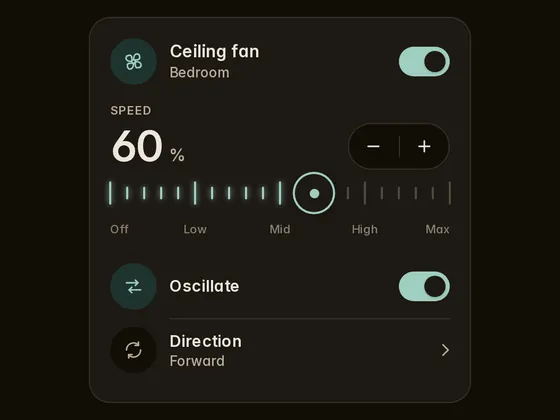 Ceiling fan
Bedroom
SPEED
60 %
Off Low Mid High Max
Oscillate
Direction
Forward